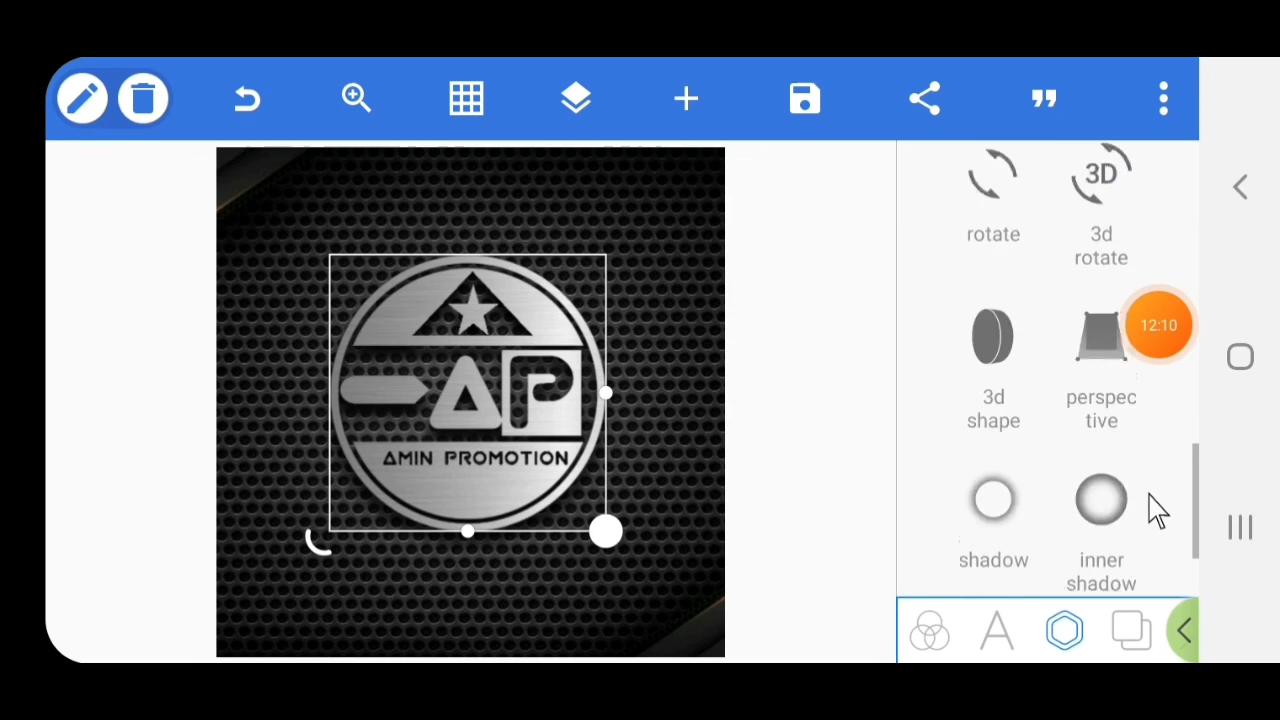 rotate
3D
3d
rotate
12:10
3d
shape
perspec
tive
AP
AMIN PROMOTION
shadow
inner
shadow
A